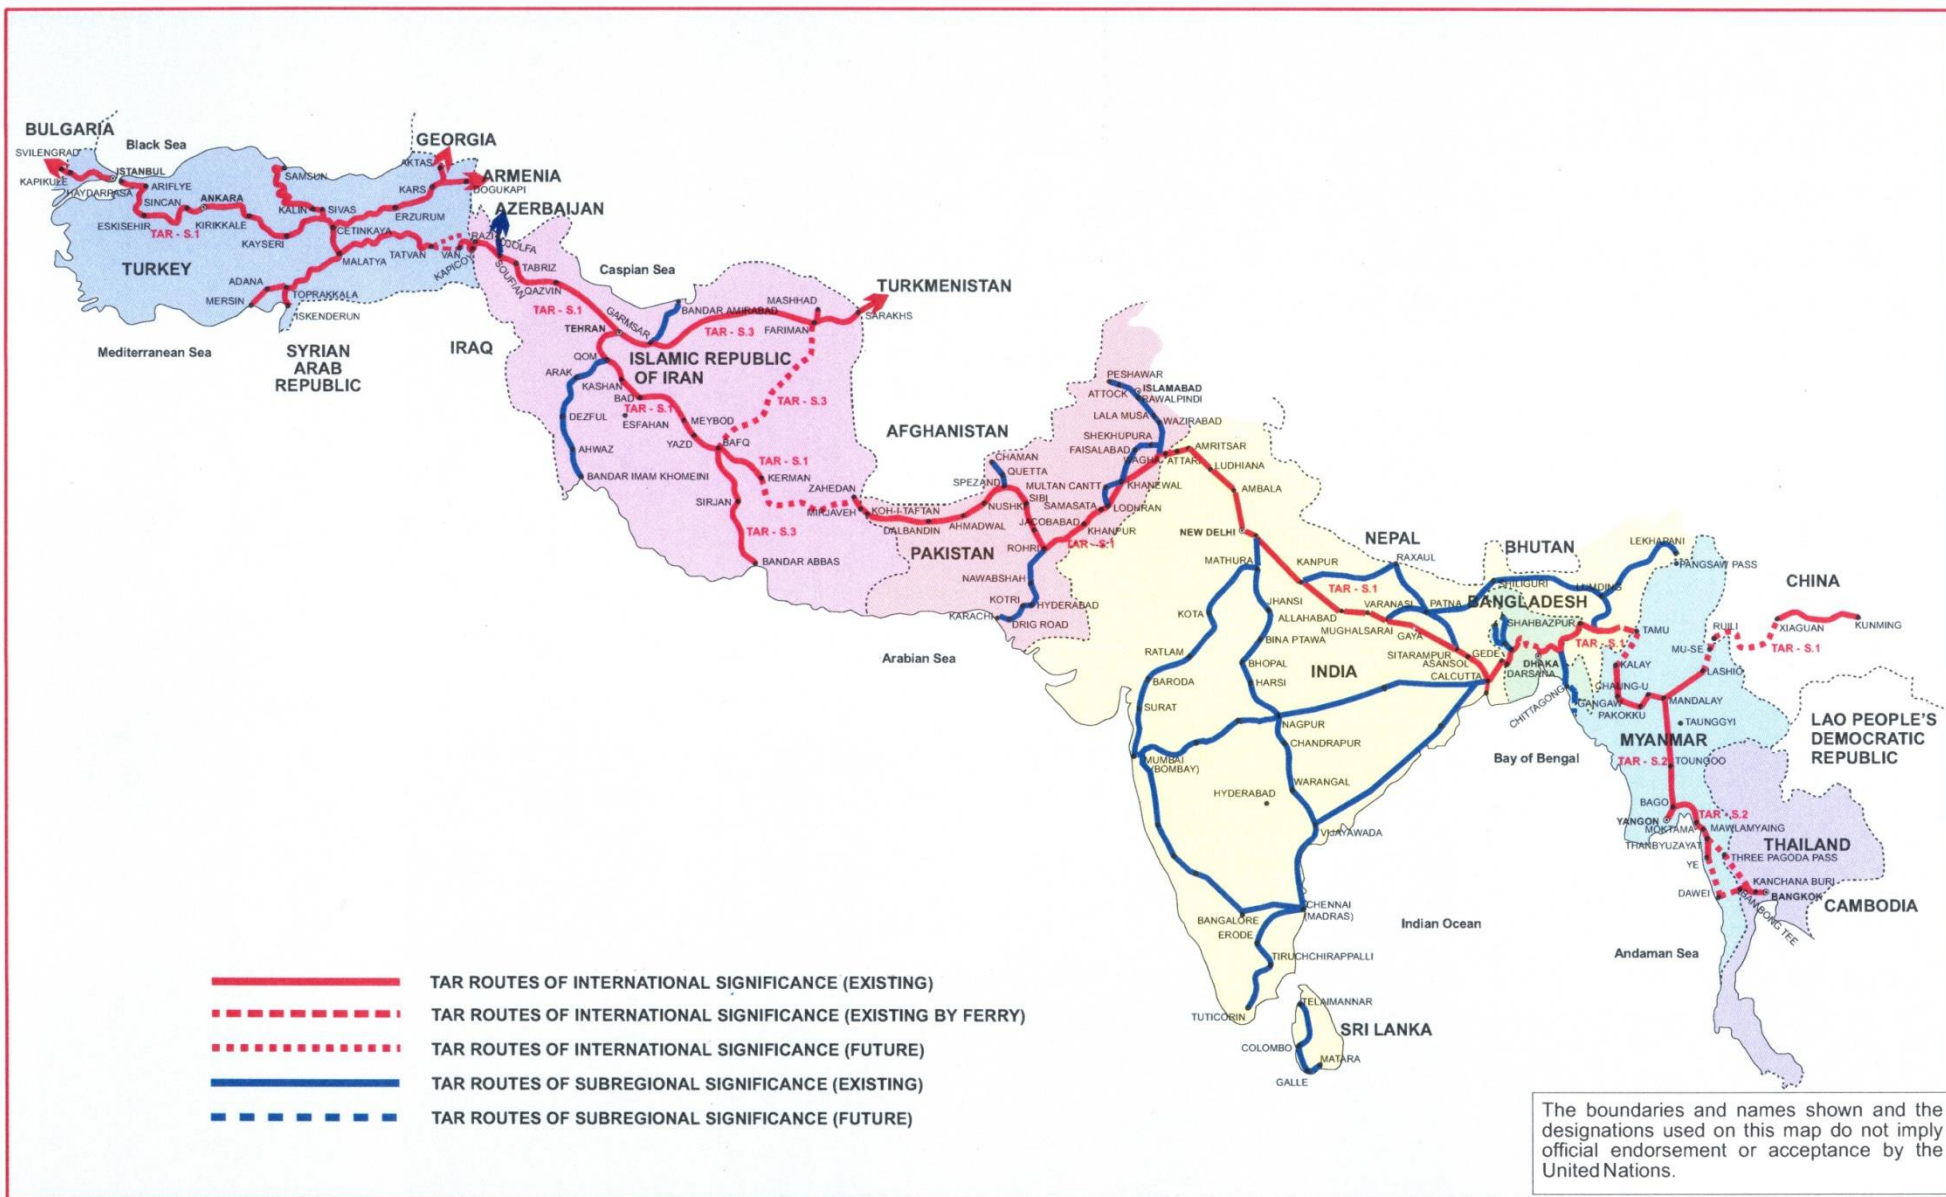 BULGARIA
Black Sea
GEORGIA
SVILENGRAD
ISTANBUL
AKTAS
ARMENIA
KAPIKULE
HAYDARPASA
ARIFLYE
SAMSUN
KARS
DOGUKAPI
SINCAN
ANKARA
KALIN
SIVAS
ERZURUM
AZERBAIJAN
ESKISEHIR
TAR - S.1
KIRIKKALE
KAYSERI
CETINKAYA
RAZI
DJOLFA
TURKEY
MALATYA
TATVAN
VAN
KAPICOY
SOUFIAN
TABRIZ
Caspian Sea
ADANA
QAZVIN
MERSIN
TOPRAKKALA
ISKENDERUN
TAR - S.1
GARMSAR
BANDAR AMIRABAD
MASHHAD
TURKMENISTAN
SARAKHS
TEHRAN
TAR - S.3
FARIMAN
Mediterranean Sea
SYRIAN
ARAB
REPUBLIC
IRAQ
QOM
ISLAMIC REPUBLIC
OF IRAN
ARAK
KASHAN
BAD
TAR - S.1
TAR - S.3
DEZFUL
ESFAHAN
MEYBOD
YAZD
BAFQ
AHWAZ
TAR - S.1
BANDAR IMAM KHOMEINI
KERMAN
SIRJAN
ZAHEDAN
MIRJAVEH
TAR - S.3
BANDAR ABBAS
AFGHANISTAN
CHAMAN
QUETTA
SPEZAND
KOH-I-TAFTAN
NUSHKI
SIBI
DALBANDIN
AHMADWAL
JACOBABAD
PAKISTAN
ROHRI
NAWABSHAH
KOTRI
HYDERABAD
KARACHI
DRIG ROAD
Arabian Sea
PESHAWAR
ISLAMABAD
ATTOCK
RAWALPINDI
LALA MUSA
WAZIRABAD
SHEKHUPURA
FAISALABAD
WAGHA
ATTARI
AMRITSAR
LUDHIANA
MULTAN CANTT
KHANEWAL
AMBALA
SAMASATA
LODHRAN
KHANPUR
TAR - S.1
NEW DELHI
MATHURA
KANPUR
NEPAL
RAXAUL
BHUTAN
LEKHAPANI
PANGSAW PASS
CHINA
TAR - S.1
SHILIGURI
LUMDING
KOTA
JHANSI
ALLAHABAD
VARANASI
PATNA
BANGLADESH
MUGHALSARAI
GAYA
SHAHBAZPUR
TAMU
RUILI
XIAGUAN
KUNMING
BINA PTAWA
RATLAM
SITARAMPUR
GEDE
TAR - S.1
MU-SE
TAR - S.1
BHOPAL
INDIA
ASANSOL
DHAKA
DARSANA
KALAY
LASHIO
BARODA
HARSI
CALCUTTA
CHITTAGONG
CHAUNG-U
GANGAW
MANDALAY
SURAT
PAKOKKU
TAUNGGYI
NAGPUR
LAO PEOPLE'S
DEMOCRATIC
REPUBLIC
CHANDRAPUR
MYANMAR
MUMBAI
(BOMBAY)
Bay of Bengal
TAR - S.2
TOUNGOO
WARANGAL
HYDERABAD
BAGO
YANGON
TAR - S.2
MOKTAMA
MAWLAMYAING
VIJAYAWADA
THANBYUZAYAT
THAILAND
YE
THREE PAGODA PASS
KANCHANA BURI
DAWEI
BANGKOK
BAN BONG TEE
CAMBODIA
CHENNAI
(MADRAS)
BANGALORE
Indian Ocean
ERODE
Andaman Sea
TIRUCHCHIRAPPALLI
TELAIMANNAR
TUTICORIN
SRI LANKA
COLOMBO
MATARA
GALLE
TAR ROUTES OF INTERNATIONAL SIGNIFICANCE (EXISTING)
TAR ROUTES OF INTERNATIONAL SIGNIFICANCE (EXISTING BY FERRY)
TAR ROUTES OF INTERNATIONAL SIGNIFICANCE (FUTURE)
TAR ROUTES OF SUBREGIONAL SIGNIFICANCE (EXISTING)
TAR ROUTES OF SUBREGIONAL SIGNIFICANCE (FUTURE)
The boundaries and names shown and the
designations used on this map do not imply
official endorsement or acceptance by the
United Nations.